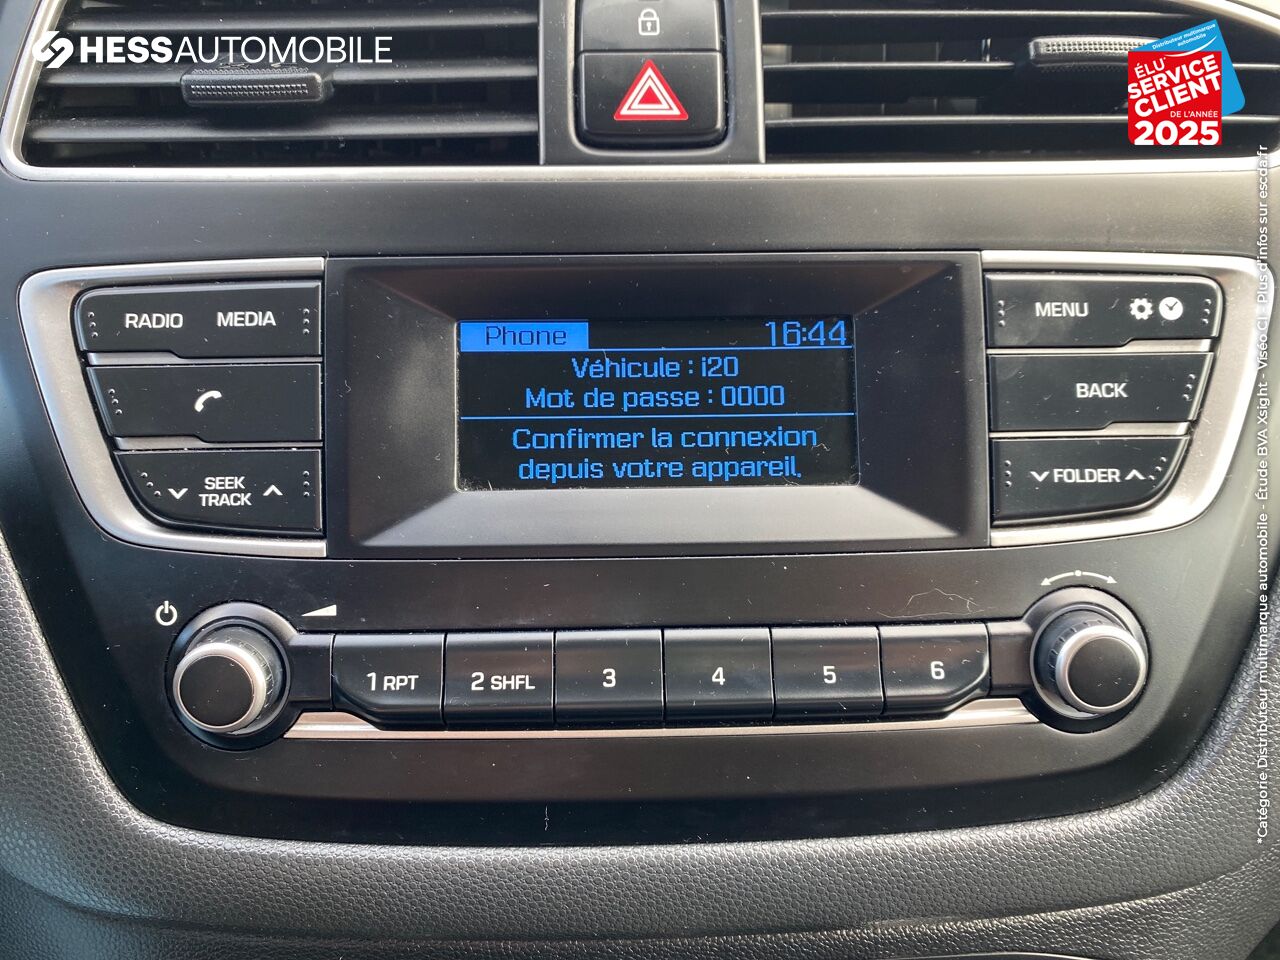 HESSAUTOMOBILE
Distributeur multimarque
automobile
ÉLU
SERVICE
CLIENT
DE L'ANNÉE
2025
*Catégorie Distributeur multimarque automobile - Étude BVA Xsight - Viséo CI - Plus d'infos sur escda.fr
RADIO MEDIA
SEEK
TRACK
Phone 16:44
Véhicule : i20
Mot de passe : 0000
Confirmer la connexion
depuis votre appareil.
MENU
BACK
FOLDER
1 RPT 2 SHFL 3 4 5 6